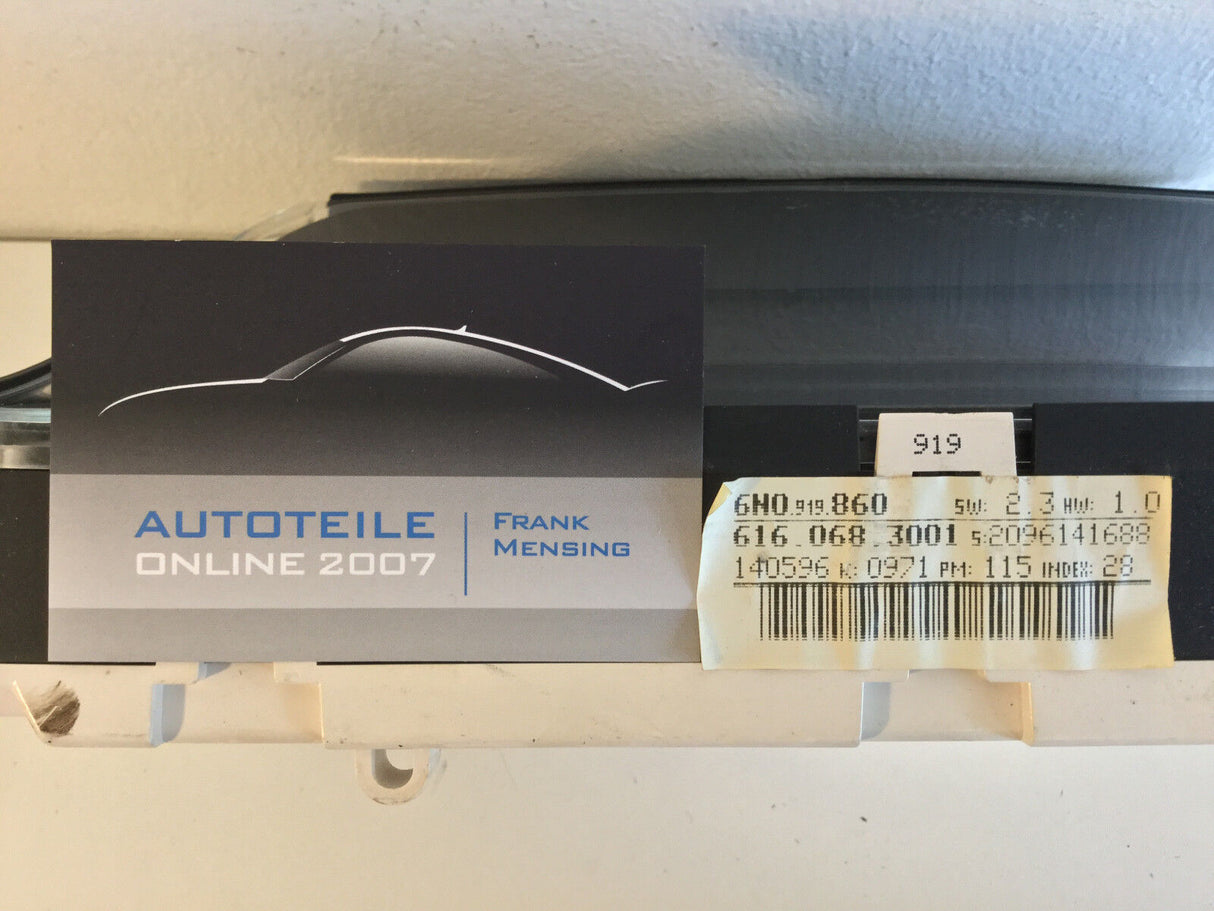 AUTOTEILE
ONLINE 2007
FRANK
MENSING
919
6N0.919.860 SW: 2.3 HW: 1.0
616.068.3001 S:2096141688
140596 K: 0971 PM: 115 INDEX: 28